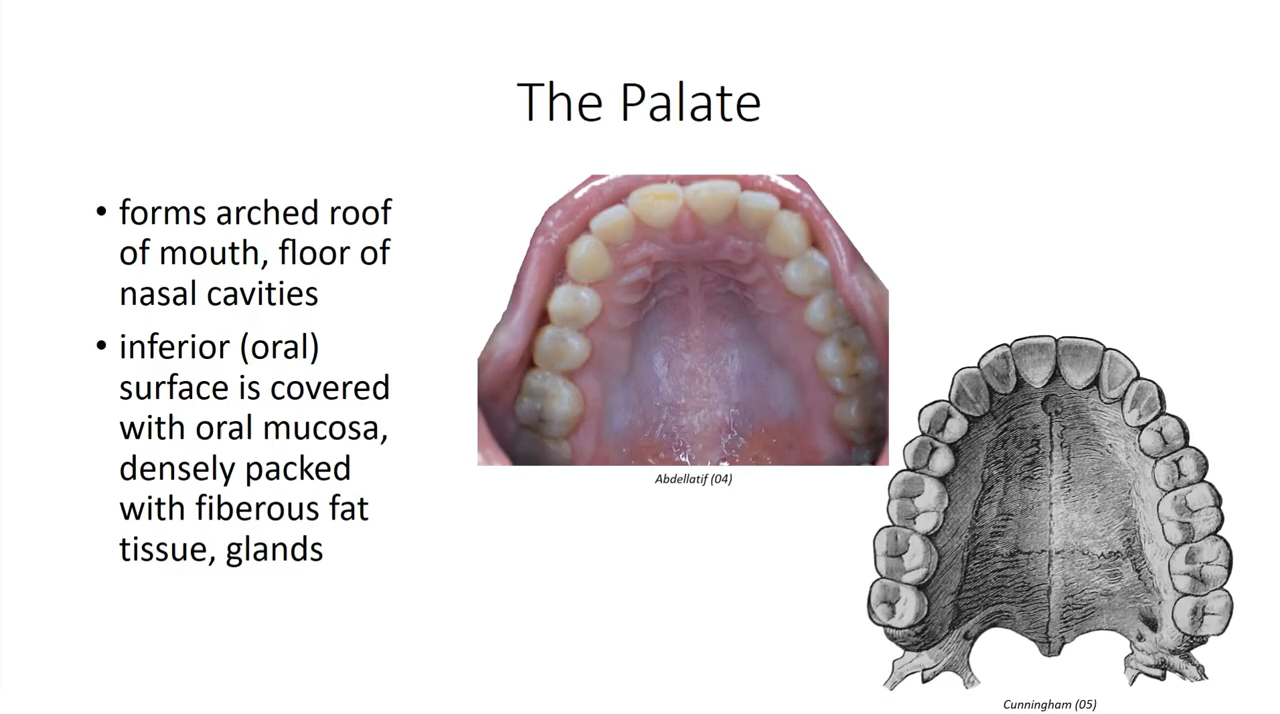 The Palate
• forms arched roof
of mouth, floor of
nasal cavities
• inferior (oral)
surface is covered
with oral mucosa,
densely packed
with fiberous fat
tissue, glands
Abdellatif (04)
Cunningham (05)